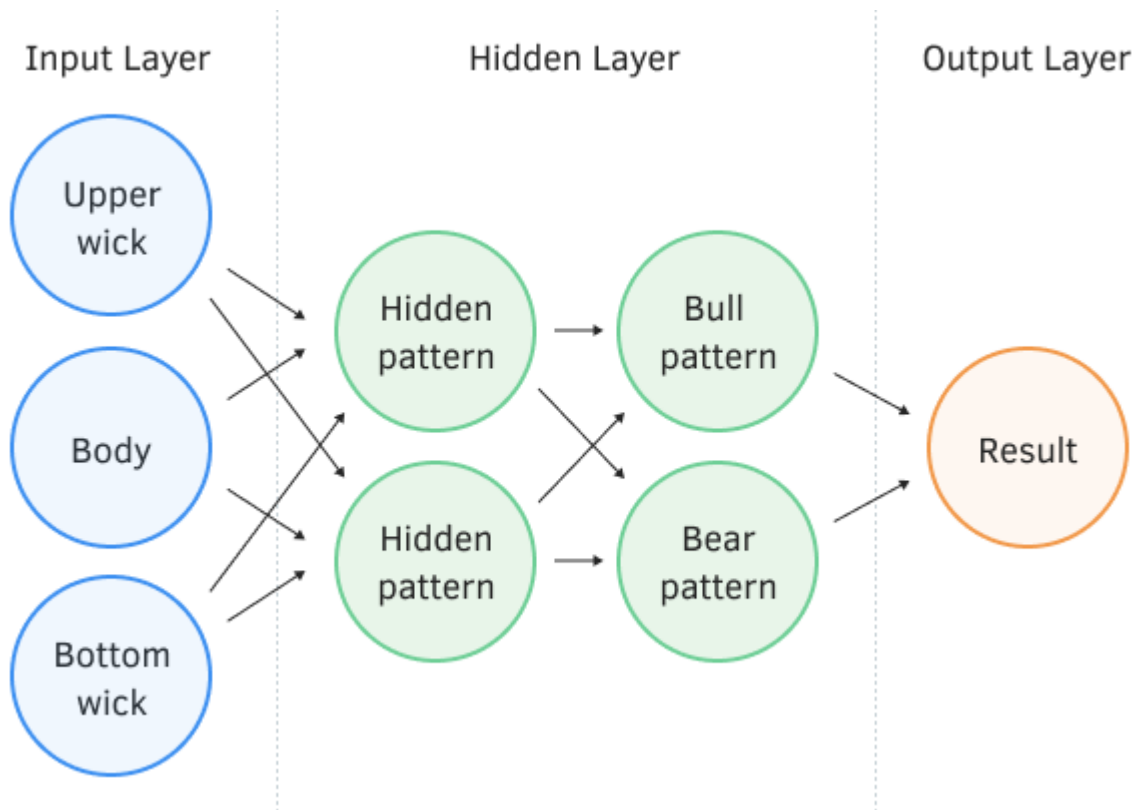 Input Layer
Hidden Layer
Output Layer
Upper
wick
Body
Bottom
wick
Hidden
pattern
Hidden
pattern
Bull
pattern
Bear
pattern
Result